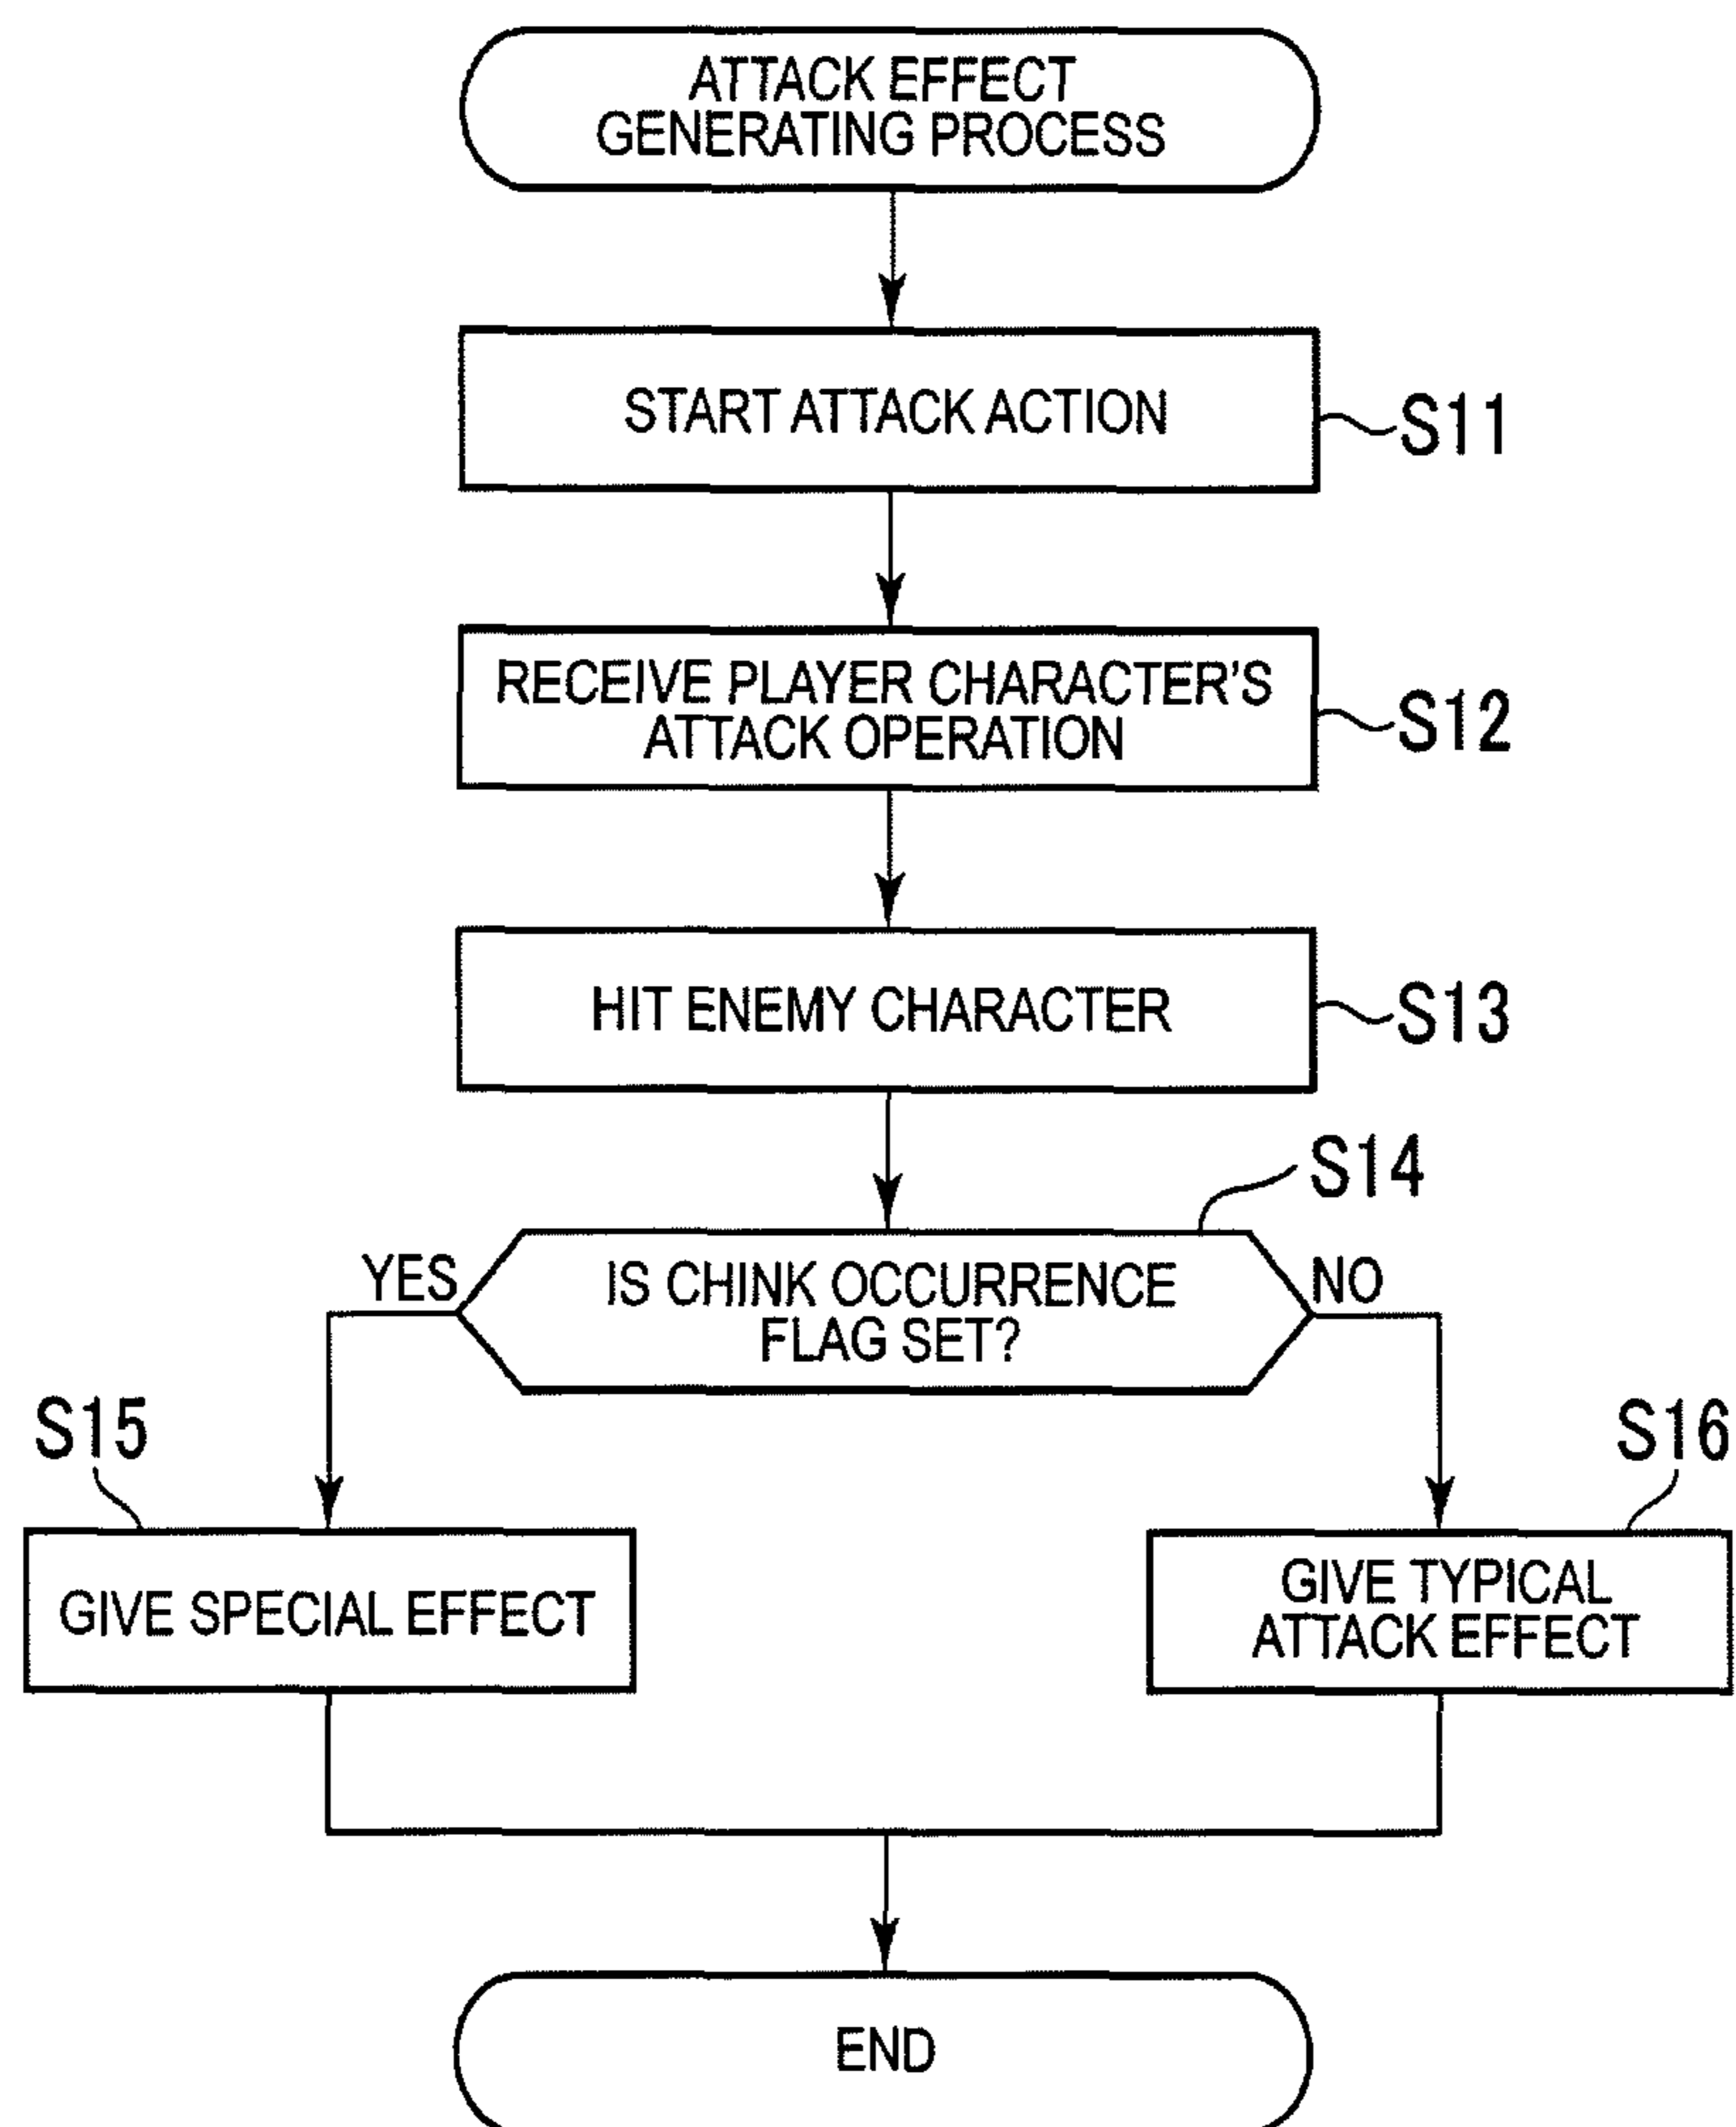 ATTACK EFFECT
GENERATING PROCESS
START ATTACK ACTION
S11
RECEIVE PLAYER CHARACTER'S
ATTACK OPERATION
S12
HIT ENEMY CHARACTER
S13
S14
YES
IS CHINK OCCURRENCE
FLAG SET?
NO
S15
S16
GIVE SPECIAL EFFECT
GIVE TYPICAL
ATTACK EFFECT
END